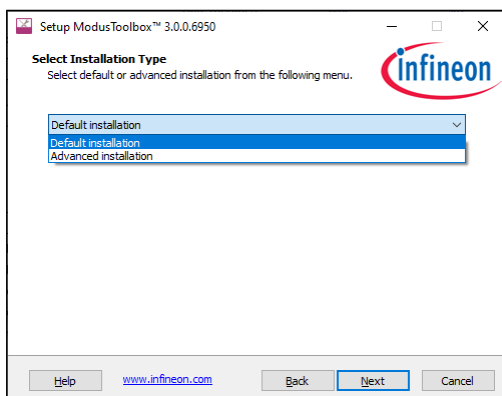 Setup ModusToolbox™ 3.0.0.6950
Select Installation Type
Select default or advanced installation from the following menu.
infineon
Default installation
Default installation
Advanced installation
Help www.infineon.com Back Next Cancel